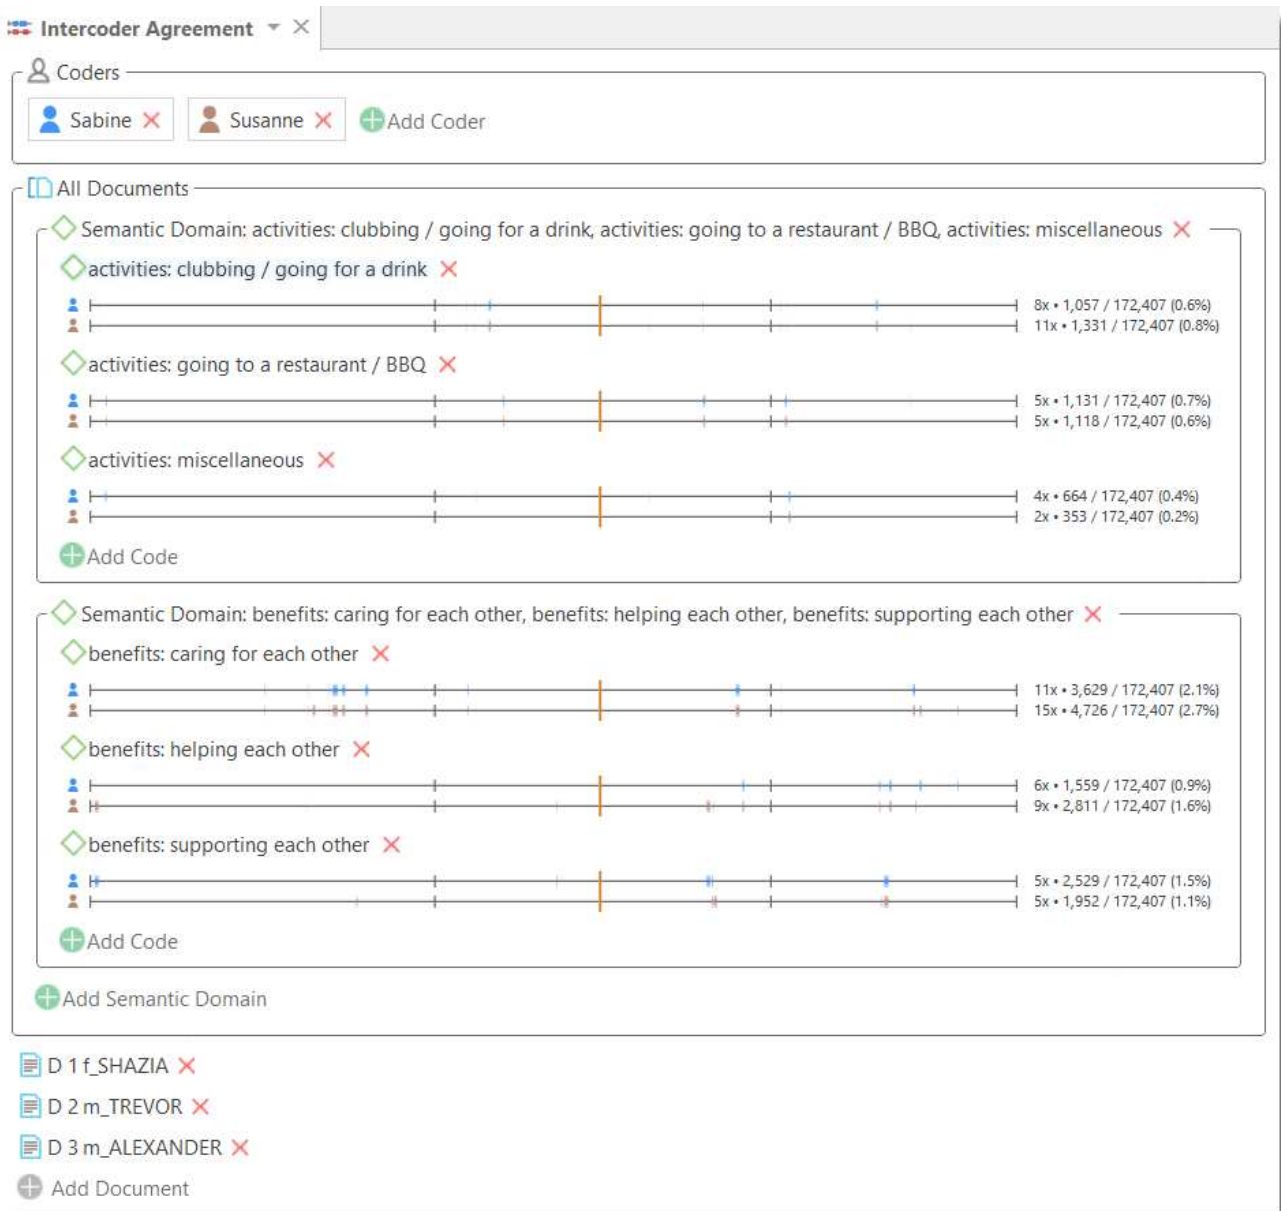 Intercoder Agreement
Coders
Sabine
Susanne
Add Coder
All Documents
Semantic Domain: activities: clubbing / going for a drink, activities: going to a restaurant / BBQ, activities: miscellaneous
activities: clubbing / going for a drink
8x • 1,057 / 172,407 (0.6%)
11x • 1,331 / 172,407 (0.8%)
activities: going to a restaurant / BBQ
5x • 1,131 / 172,407 (0.7%)
5x • 1,118 / 172,407 (0.6%)
activities: miscellaneous
4x • 664 / 172,407 (0.4%)
2x • 353 / 172,407 (0.2%)
Add Code
Semantic Domain: benefits: caring for each other, benefits: helping each other, benefits: supporting each other
benefits: caring for each other
11x • 3,629 / 172,407 (2.1%)
15x • 4,726 / 172,407 (2.7%)
benefits: helping each other
6x • 1,559 / 172,407 (0.9%)
9x • 2,811 / 172,407 (1.6%)
benefits: supporting each other
5x • 2,529 / 172,407 (1.5%)
5x • 1,952 / 172,407 (1.1%)
Add Code
Add Semantic Domain
D 1 f_SHAZIA
D 2 m_TREVOR
D 3 m_ALEXANDER
Add Document